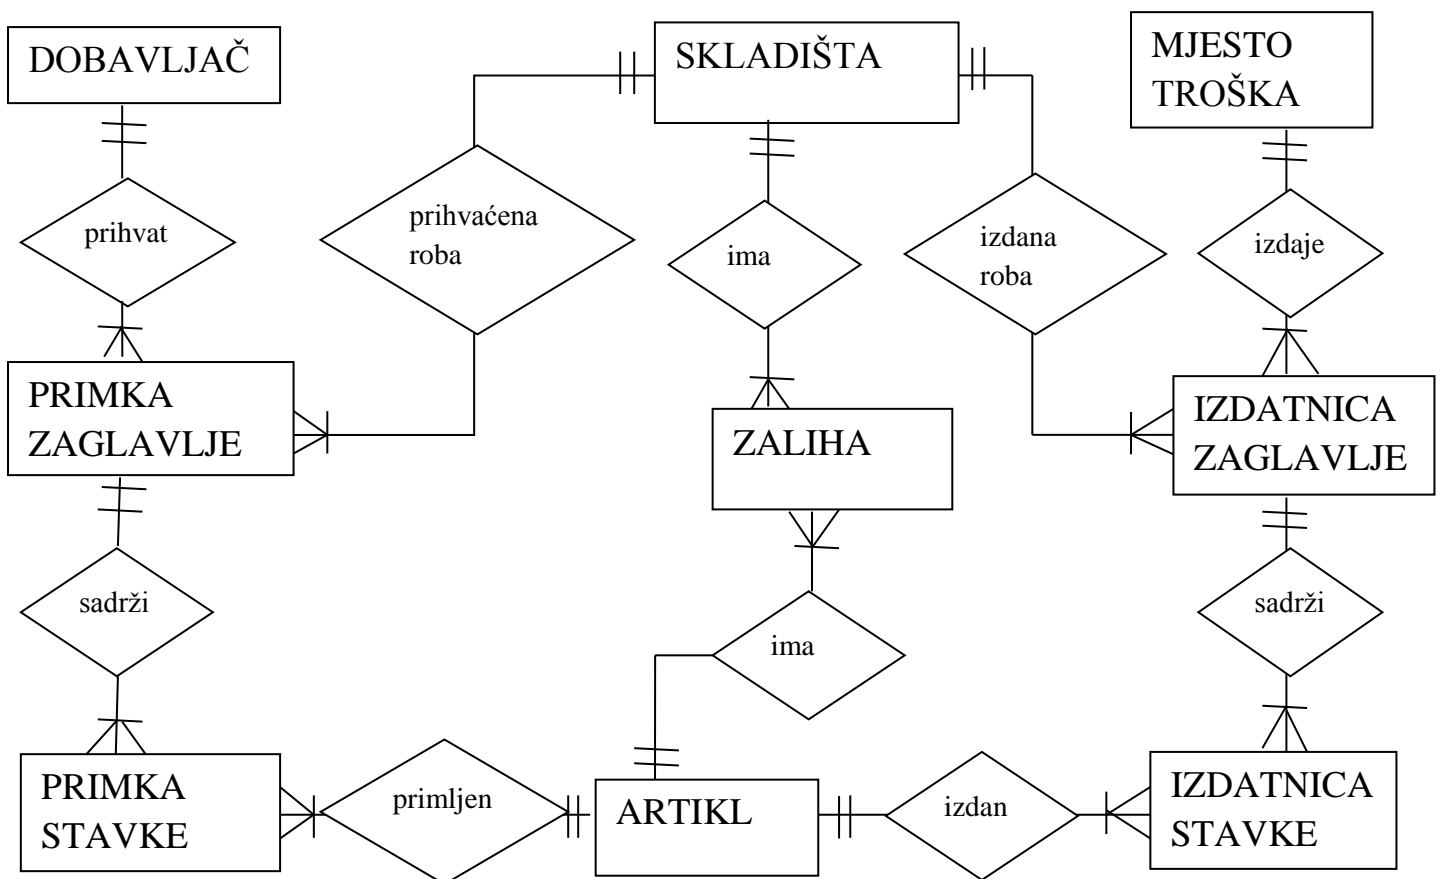 DOBAVLJAČ
SKLADIŠTA
MJESTO
TROŠKA
prihvat
prihvaćena
roba
ima
izdana
roba
izdaje
PRIMKA
ZAGLAVLJE
ZALIHA
IZDATNICA
ZAGLAVLJE
sadrži
ima
sadrži
PRIMKA
STAVKE
primljen
ARTIKL
izdan
IZDATNICA
STAVKE